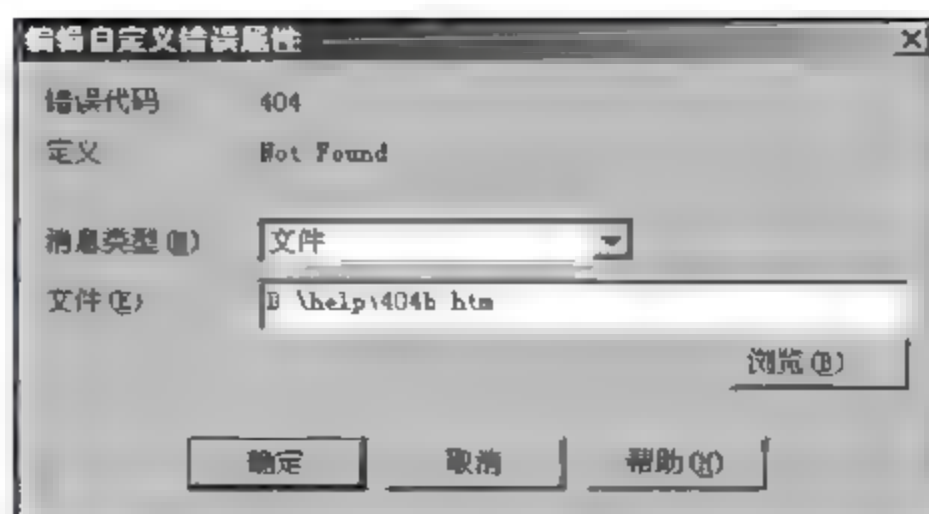 编辑自定义错误属性
错误代码 404
定义 Not Found
消息类型(M) 文件
文件(F) D \help\404b htm
浏览(B)
确定 取消 帮助(H)